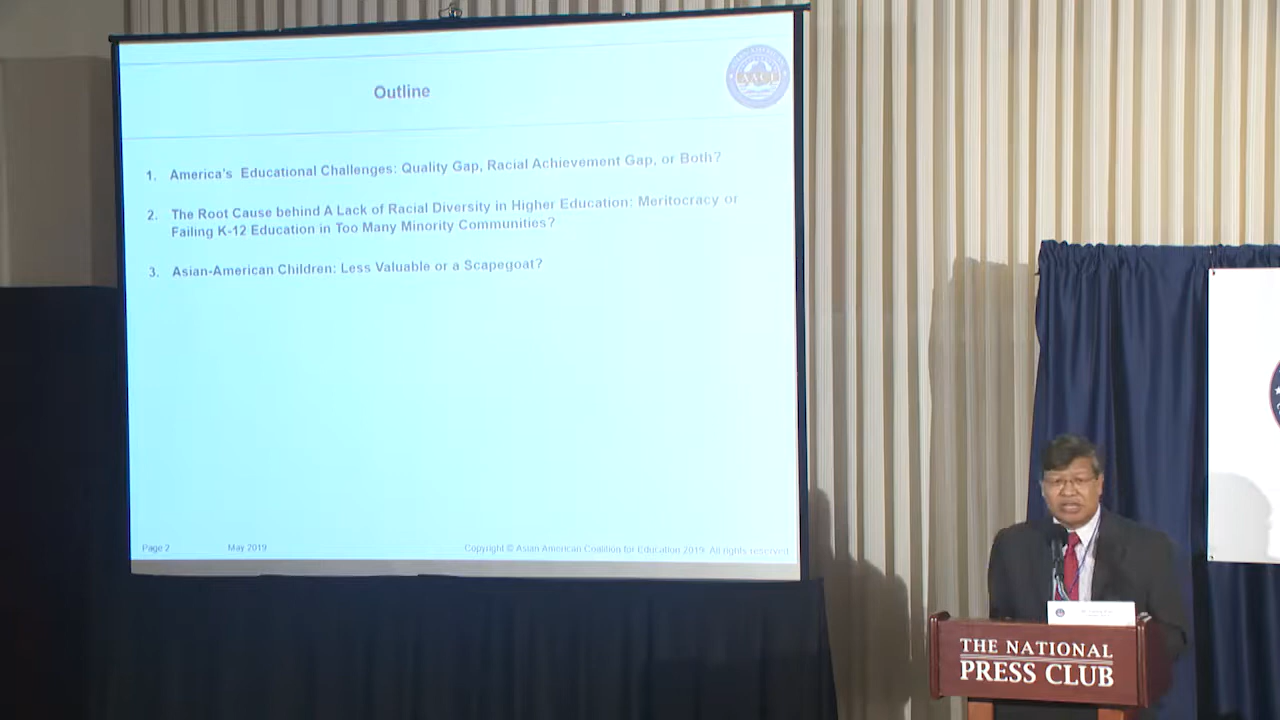 Outline
1. America's Educational Challenges: Quality Gap, Racial Achievement Gap, or Both?
2. The Root Cause behind A Lack of Racial Diversity in Higher Education: Meritocracy or
Failing K-12 Education in Too Many Minority Communities?
3. Asian-American Children: Less Valuable or a Scapegoat?
Page 2 May 2019 Copyright © Asian American Coalition for Education 2019. All rights reserved
THE NATIONAL
PRESS CLUB